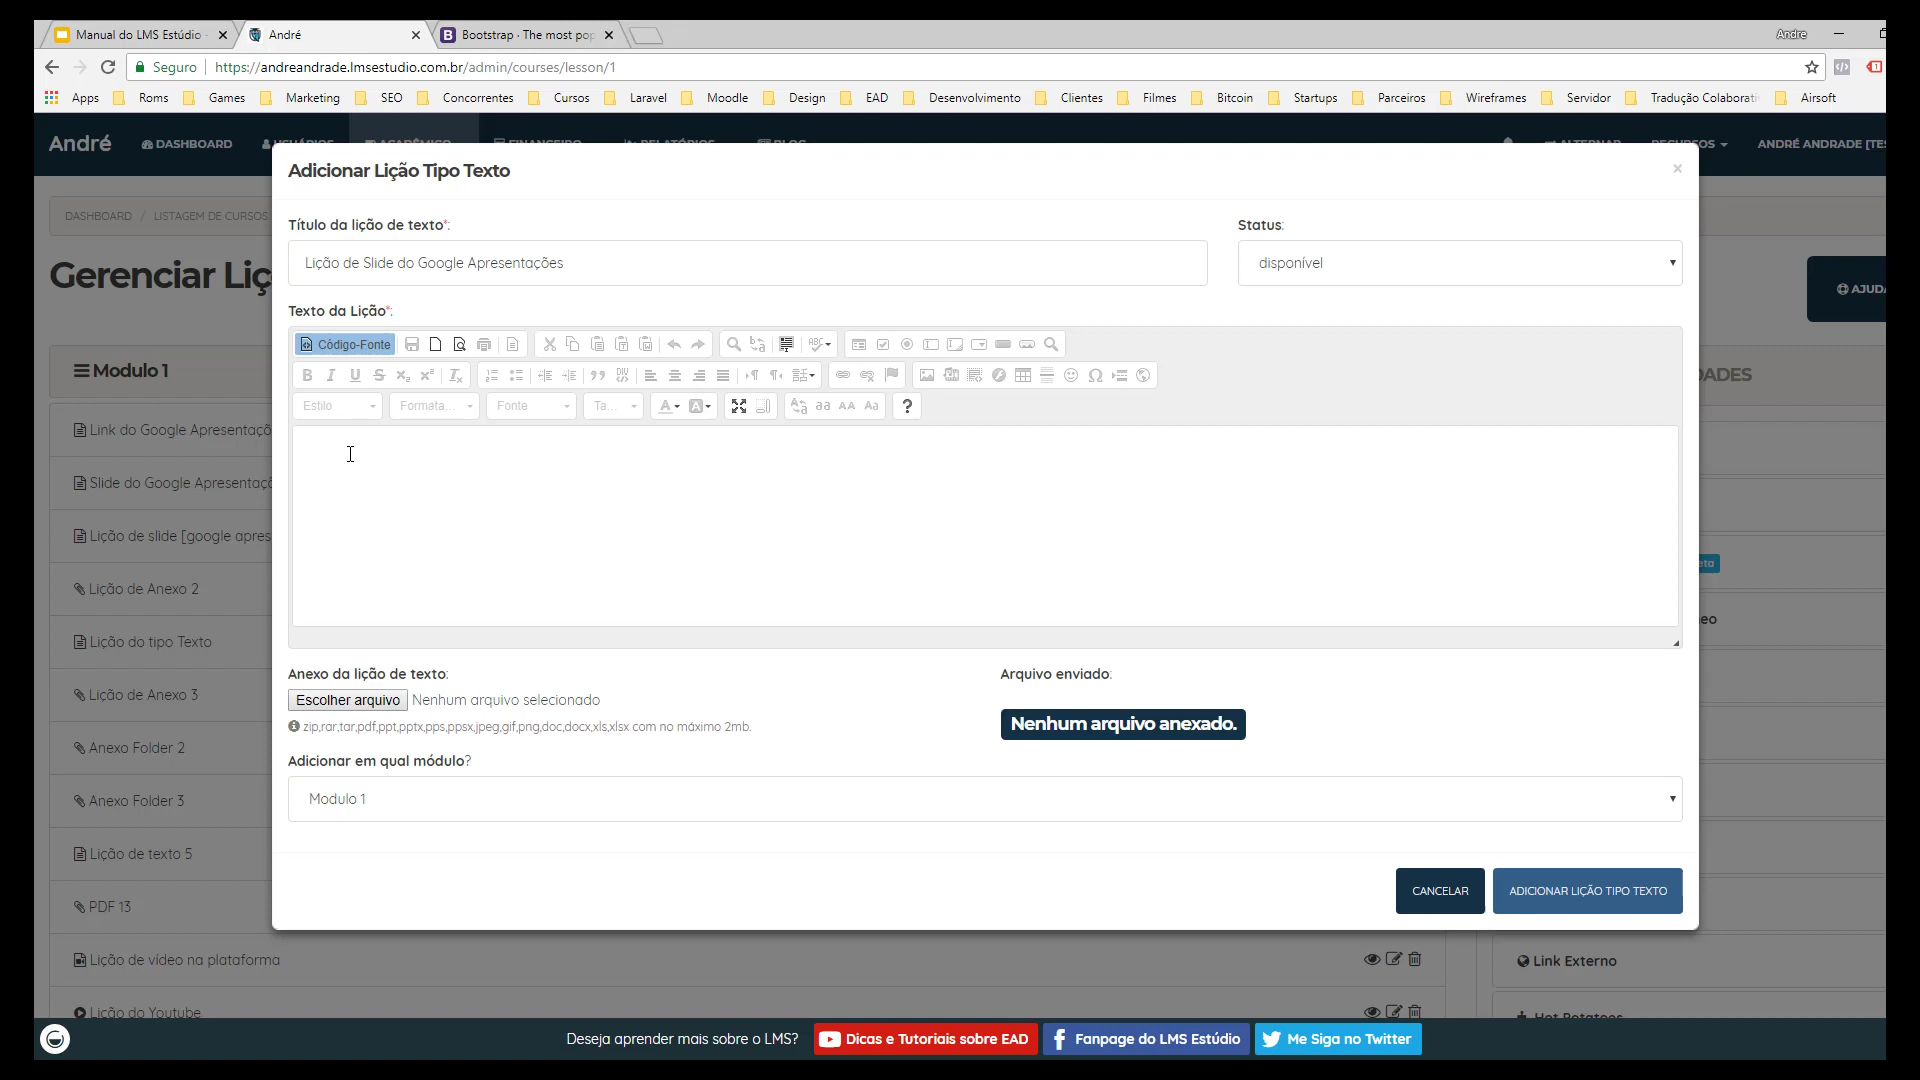 Manual do LMS Estúdio
André
Bootstrap · The most pop
Andre
Seguro
https://andreandrade.lmsestudio.com.br/admin/courses/lesson/1
Apps Roms Games Marketing SEO Concorrentes Cursos Laravel Moodle Design EAD Desenvolvimento Clientes Filmes Bitcoin Startups Parceiros Wireframes Servidor Tradução Colaborati Airsoft
André DASHBOARD ANDRÉ ANDRADE [TES
Adicionar Lição Tipo Texto ×
DASHBOARD / LISTAGEM DE CURSOS
Título da lição de texto*: Status:
Lição de Slide do Google Apresentações disponível
Gerenciar Liç
AJUDA
Texto da Lição*:
Código-Fonte
Estilo Formata... Fonte Ta...
Modulo 1
DADES
Link do Google Apresentaçõ
Slide do Google Apresentaçõ
Lição de slide [google apres
Lição de Anexo 2
Lição do tipo Texto
Lição de Anexo 3
Anexo Folder 2
Anexo Folder 3
Lição de texto 5
PDF 13
Lição de vídeo na plataforma
Lição do Youtube
Anexo da lição de texto: Arquivo enviado:
Escolher arquivo Nenhum arquivo selecionado
Nenhum arquivo anexado.
zip,rar,tar,pdf,ppt,pptx,pps,ppsx,jpeg,gif,png,doc,docx,xls,xlsx com no máximo 2mb.
Adicionar em qual módulo?
Modulo 1
CANCELAR ADICIONAR LIÇÃO TIPO TEXTO
Link Externo
Hot Potatoes
Deseja aprender mais sobre o LMS? Dicas e Tutoriais sobre EAD Fanpage do LMS Estúdio Me Siga no Twitter